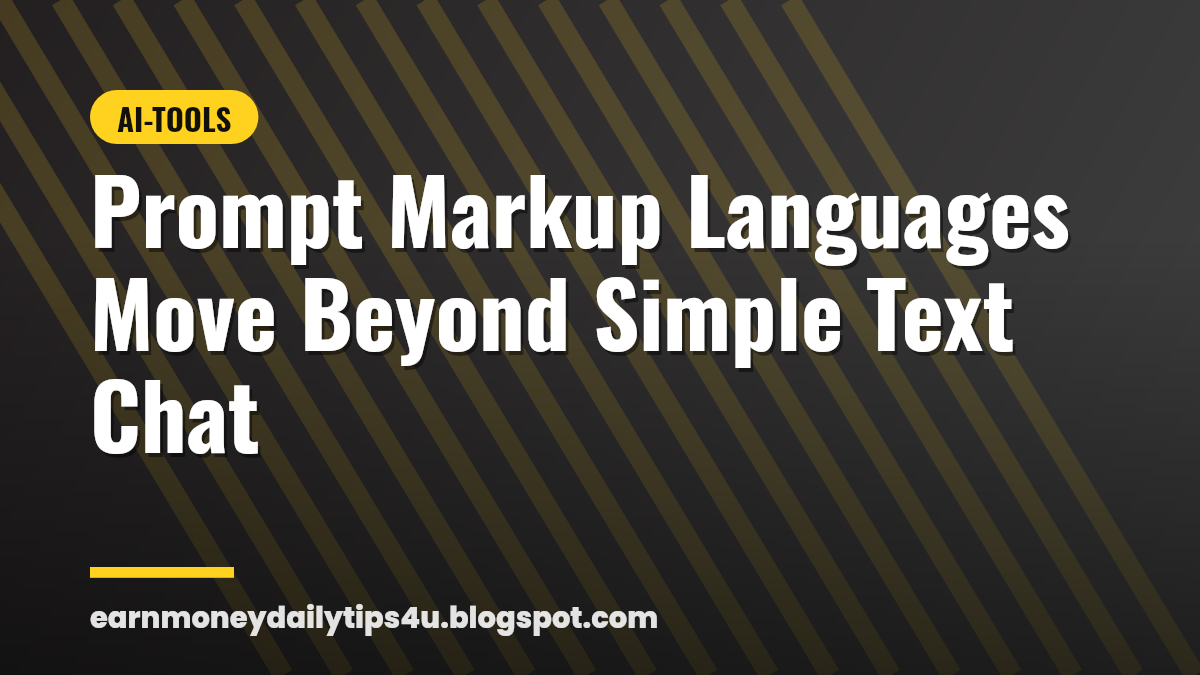 AI-TOOLS
Prompt Markup Languages
Move Beyond Simple Text
Chat
earnmoneydailytips4u.blogspot.com